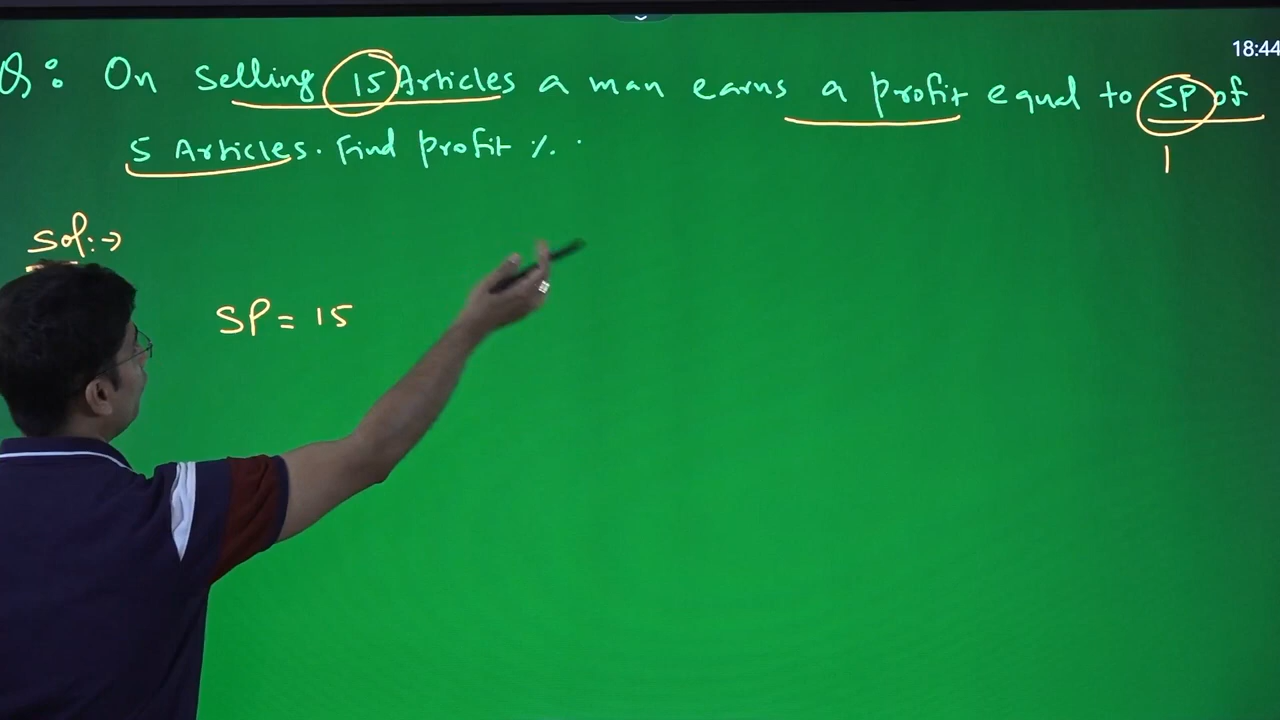 18:44
Q: On Selling 15 Articles a man earns a profit equal to SP of
1
5 Articles. Find profit %.
Sol:→
SP = 15